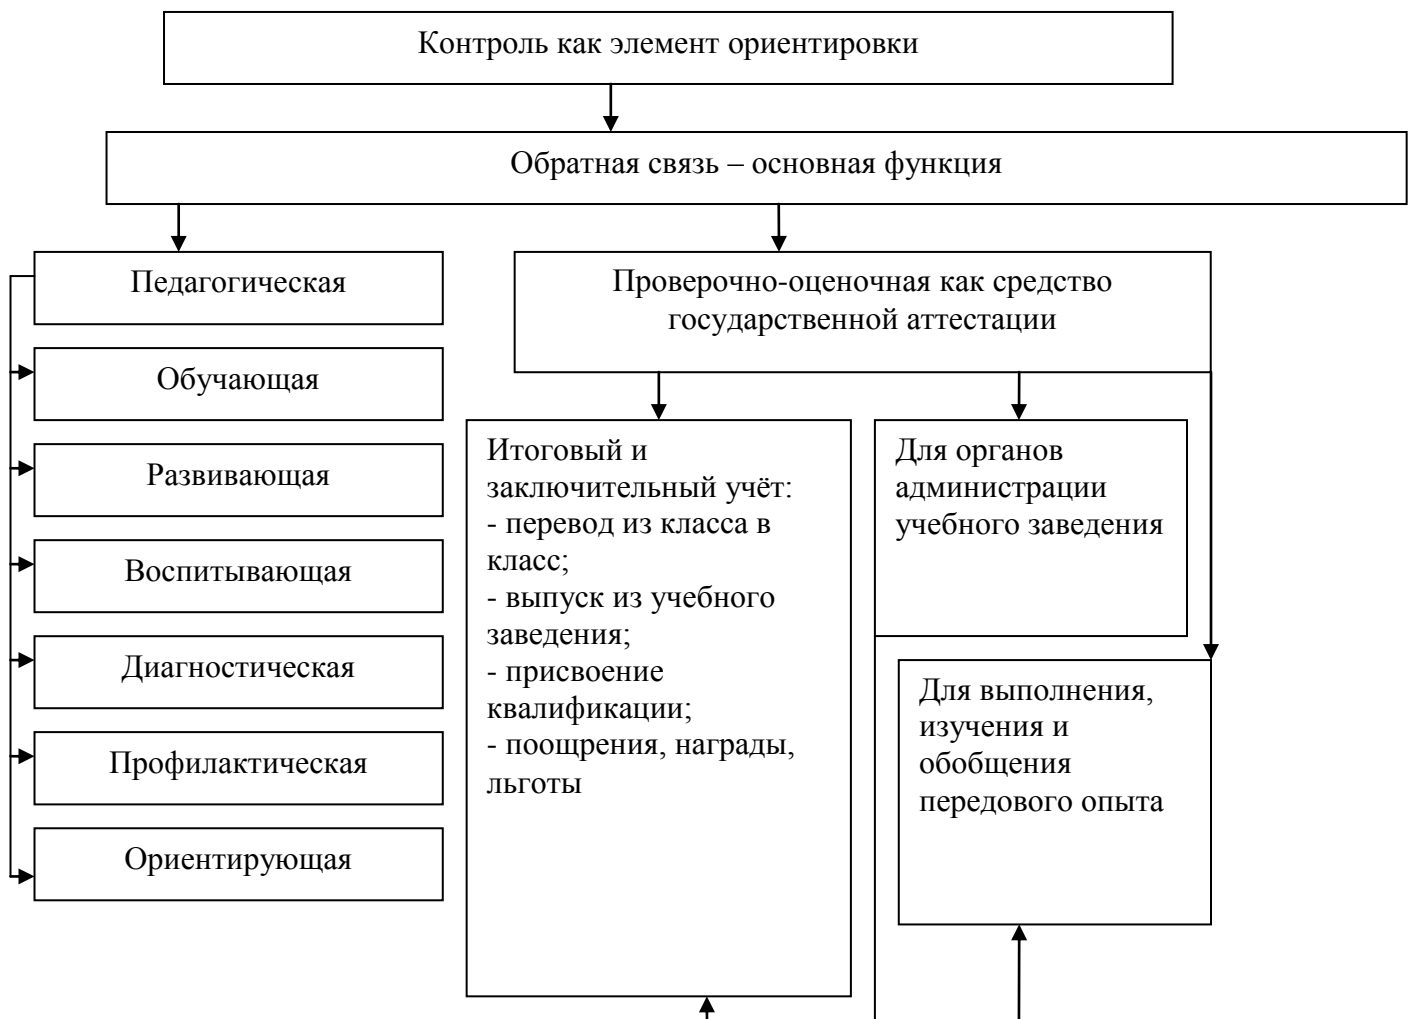 Контроль как элемент ориентировки
Обратная связь – основная функция
Педагогическая
Обучающая
Развивающая
Воспитывающая
Диагностическая
Профилактическая
Ориентирующая
Проверочно-оценочная как средство
государственной аттестации
Итоговый и
заключительный учёт:
- перевод из класса в
класс;
- выпуск из учебного
заведения;
- присвоение
квалификации;
- поощрения, награды,
льготы
Для органов
администрации
учебного заведения
Для выполнения,
изучения и
обобщения
передового опыта